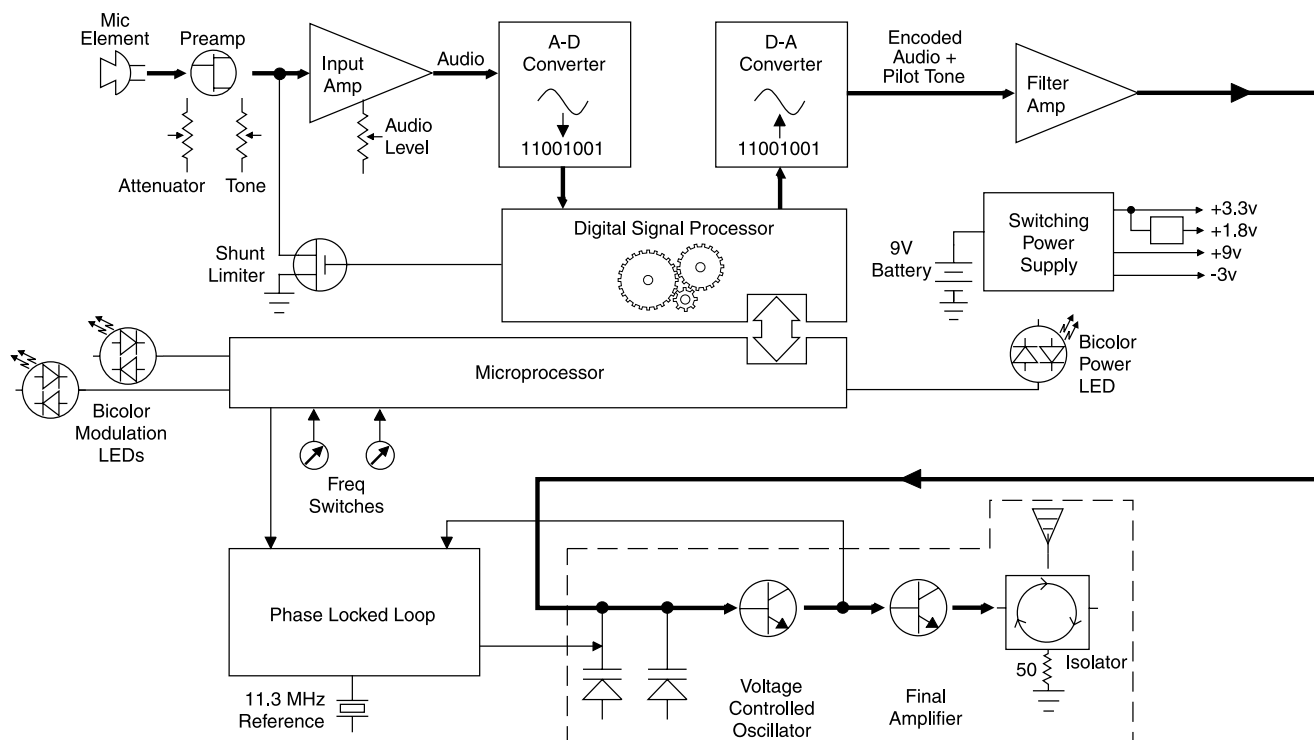 Mic
Element
Preamp
Input
Amp
Audio
A-D
Converter
11001001
D-A
Converter
11001001
Encoded
Audio +
Pilot Tone
Filter
Amp
Attenuator
Tone
Audio
Level
Shunt
Limiter
Digital Signal Processor
9V
Battery
Switching
Power
Supply
+3.3v
+1.8v
+9v
-3v
Bicolor
Modulation
LEDs
Microprocessor
Bicolor
Power
LED
Freq
Switches
Phase Locked Loop
11.3 MHz
Reference
Voltage
Controlled
Oscillator
Final
Amplifier
50
Isolator